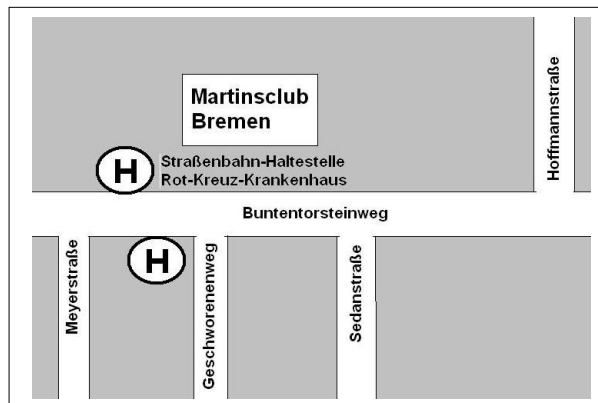 Martinsclub
Bremen
Hoffmannstraße
H
Straßenbahn-Haltestelle
Rot-Kreuz-Krankenhaus
Buntentorsteinweg
Meyerstraße
H
Geschworenenweg
Sedanstraße